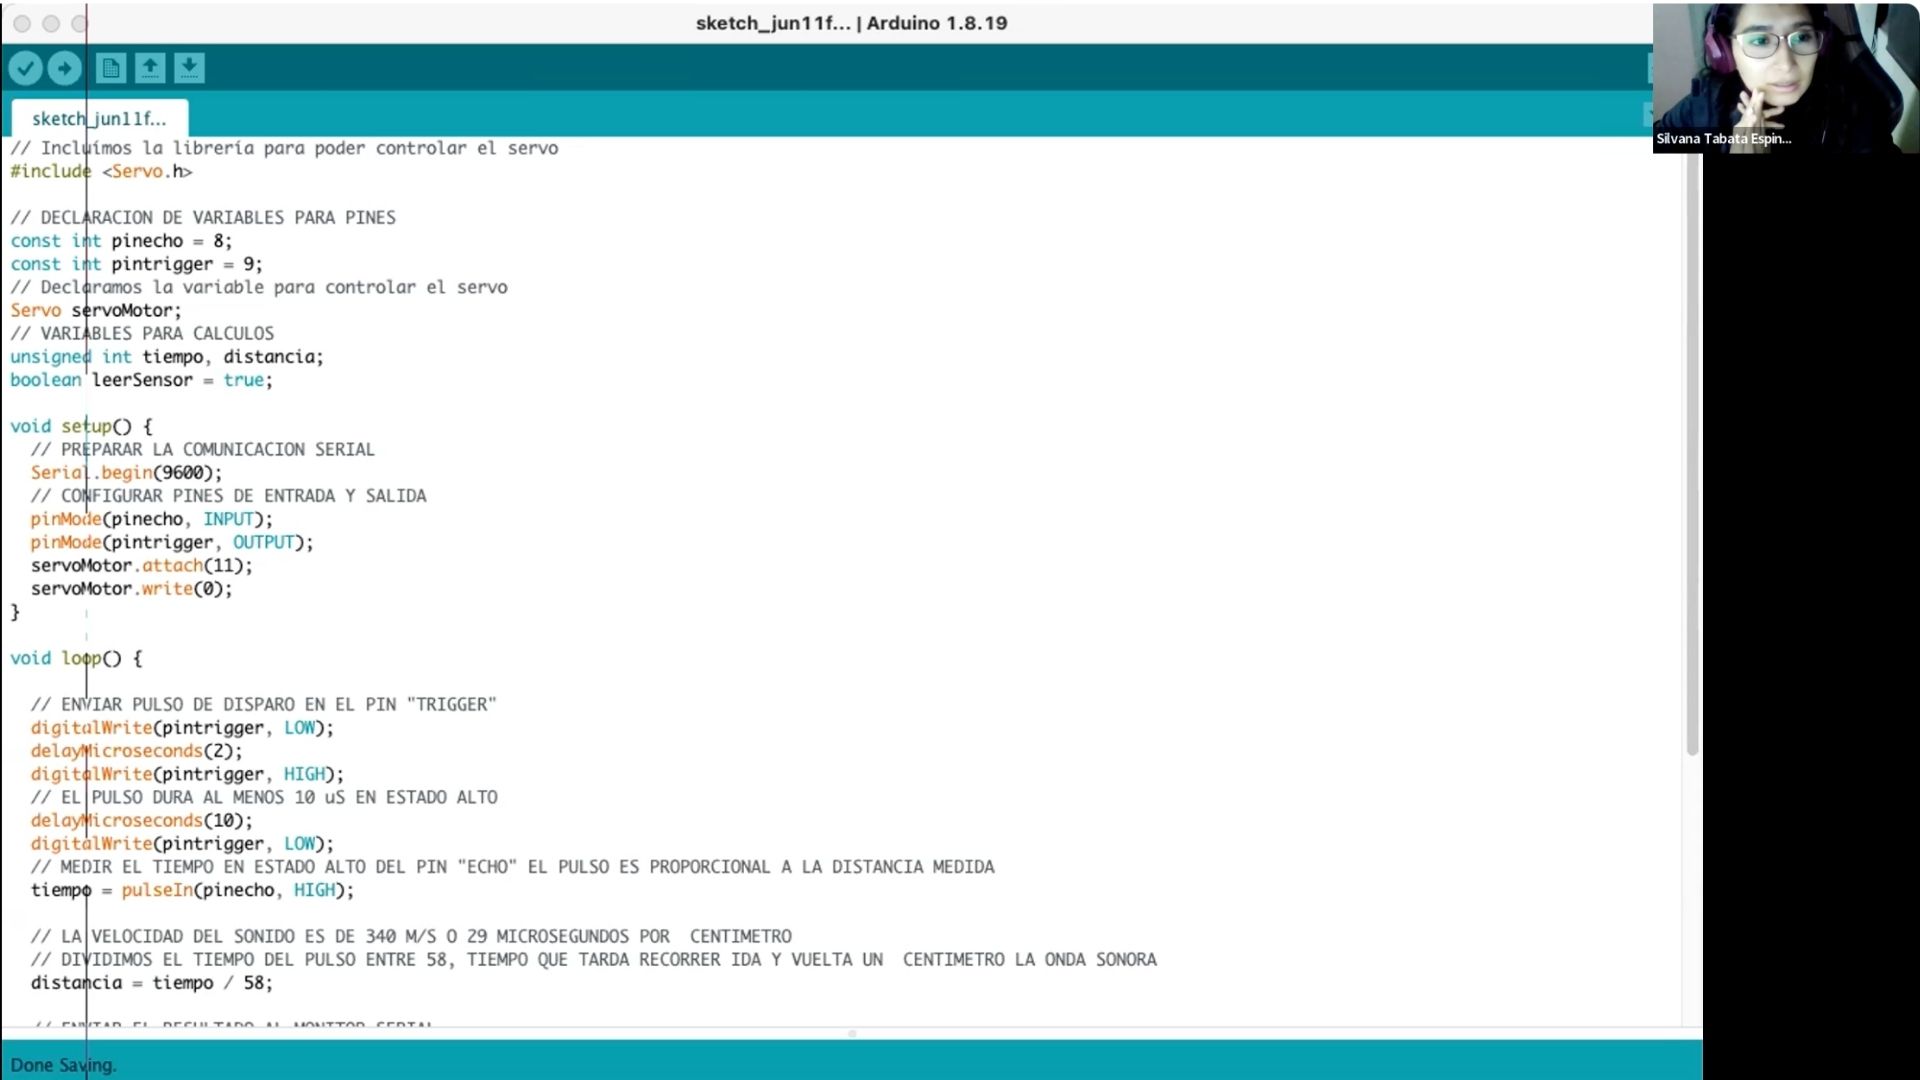 sketch_jun11f... | Arduino 1.8.19
sketch_jun11f...
Silvana Tabata Espin...
// Incluímos la librería para poder controlar el servo
#include <Servo.h>
// DECLARACION DE VARIABLES PARA PINES
const int pinecho = 8;
const int pintrigger = 9;
// Declaramos la variable para controlar el servo
Servo servoMotor;
// VARIABLES PARA CALCULOS
unsigned int tiempo, distancia;
boolean leerSensor = true;
void setup() {
// PREPARAR LA COMUNICACION SERIAL
Serial.begin(9600);
// CONFIGURAR PINES DE ENTRADA Y SALIDA
pinMode(pinecho, INPUT);
pinMode(pintrigger, OUTPUT);
servoMotor.attach(11);
servoMotor.write(0);
}
void loop() {
// ENVIAR PULSO DE DISPARO EN EL PIN "TRIGGER"
digitalWrite(pintrigger, LOW);
delayMicroseconds(2);
digitalWrite(pintrigger, HIGH);
// EL PULSO DURA AL MENOS 10 uS EN ESTADO ALTO
delayMicroseconds(10);
digitalWrite(pintrigger, LOW);
// MEDIR EL TIEMPO EN ESTADO ALTO DEL PIN "ECHO" EL PULSO ES PROPORCIONAL A LA DISTANCIA MEDIDA
tiempo = pulseIn(pinecho, HIGH);
// LA VELOCIDAD DEL SONIDO ES DE 340 M/S O 29 MICROSEGUNDOS POR  CENTIMETRO
// DIVIDIMOS EL TIEMPO DEL PULSO ENTRE 58, TIEMPO QUE TARDA RECORRER IDA Y VUELTA UN  CENTIMETRO LA ONDA SONORA
distancia = tiempo / 58;
// ENVIAR EL RESULTADO AL MONITOR SERIAL
Done Saving.